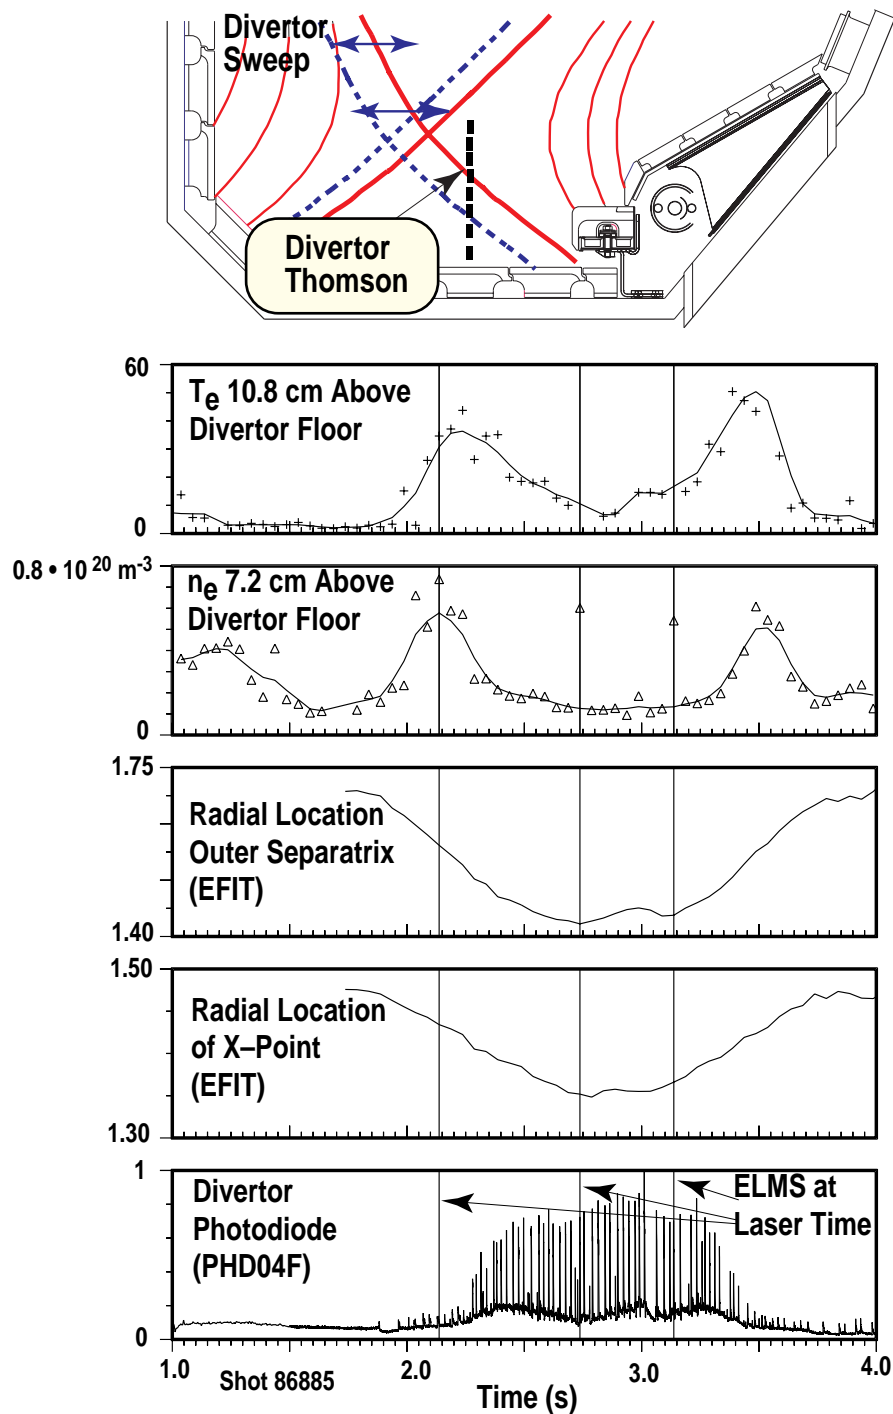 Divertor
Sweep
Divertor
Thomson
60
Te 10.8 cm Above
Divertor Floor
0
0.8 • 10 20 m-3
ne 7.2 cm Above
Divertor Floor
0
1.75
Radial Location
Outer Separatrix
(EFIT)
1.40
1.50
Radial Location
of X–Point
(EFIT)
1.30
1
Divertor
Photodiode
(PHD04F)
ELMS at
Laser Time
0
1.0
2.0
3.0
4.0
Shot 86885
Time (s)